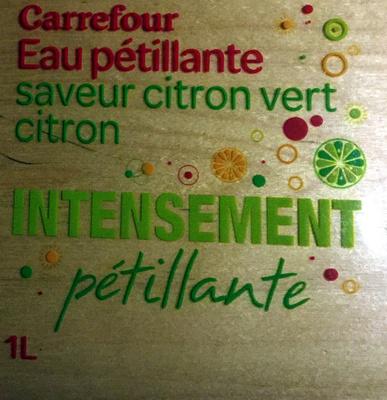 Carrefour
Eau pétillante
saveur citron vert
citron
INTENSEMENT
pétillante
1L